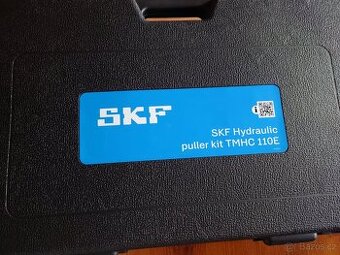 SKF
SKF Hydraulic
puller kit TMHC 110E